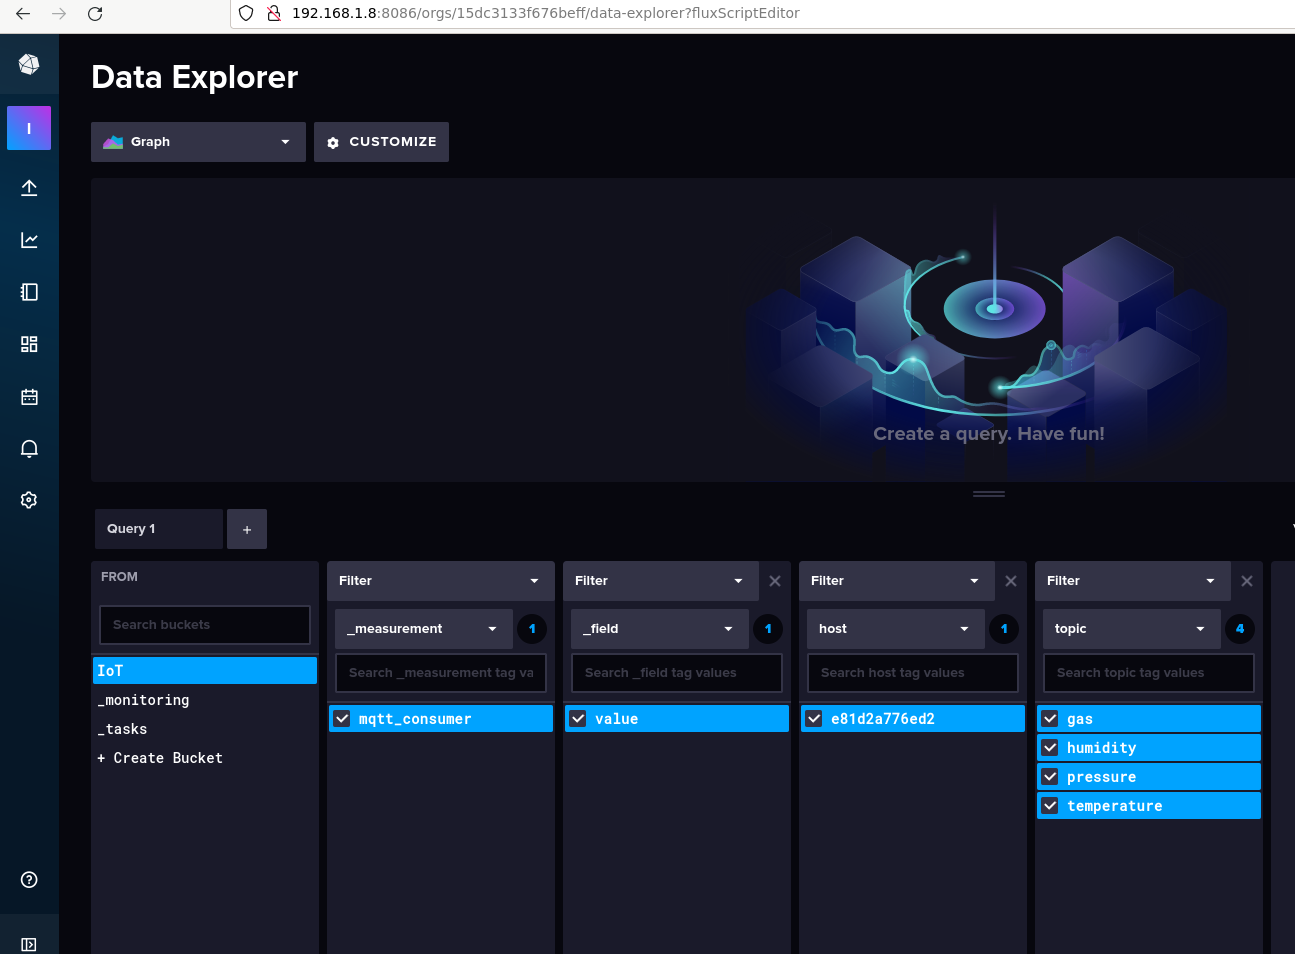 192.168.1.8:8086/orgs/15dc3133f676beff/data-explorer?fluxScriptEditor
Data Explorer
I
Graph
CUSTOMIZE
Create a query. Have fun!
Query 1
+
FROM
Search buckets
IoT
_monitoring
_tasks
+ Create Bucket
Filter
_measurement
1
Search _measurement tag va
mqtt_consumer
Filter
_field
1
Search _field tag values
value
Filter
host
1
Search host tag values
e81d2a776ed2
Filter
topic
4
Search topic tag values
gas
humidity
pressure
temperature